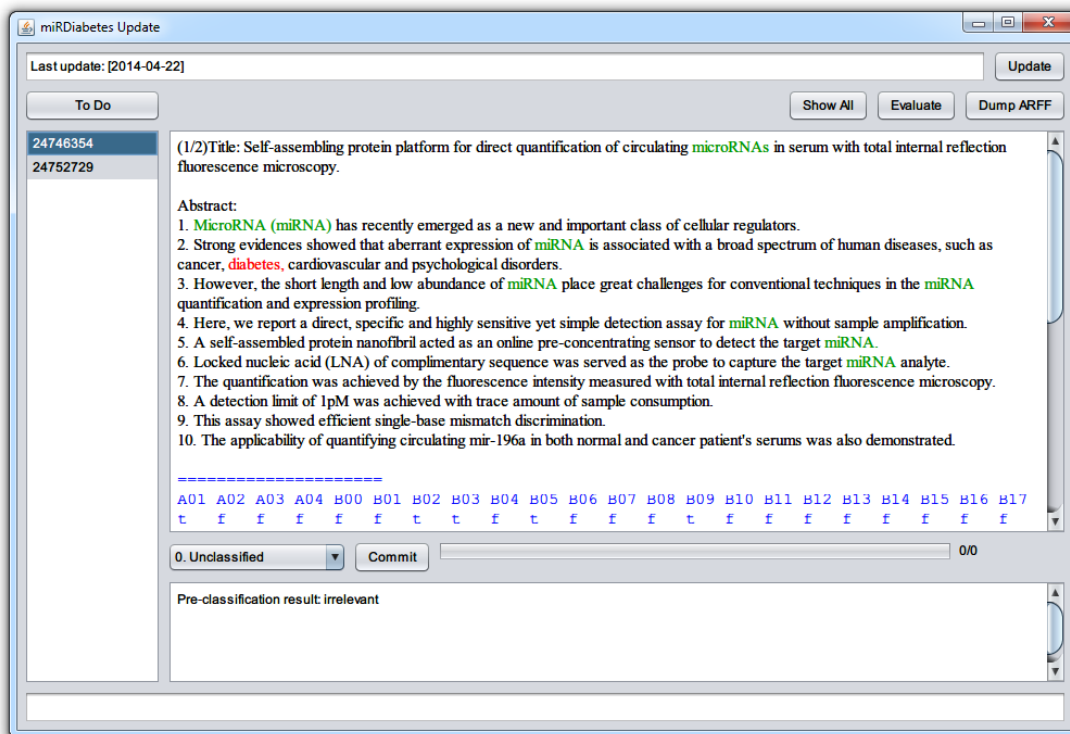 miRDiabetes Update
Last update: [2014-04-22]
Update
To Do
Show All
Evaluate
Dump ARFF
24746354
24752729
(1/2)Title: Self-assembling protein platform for direct quantification of circulating microRNAs in serum with total internal reflection
fluorescence microscopy.
Abstract:
1. MicroRNA (miRNA) has recently emerged as a new and important class of cellular regulators.
2. Strong evidences showed that aberrant expression of miRNA is associated with a broad spectrum of human diseases, such as
cancer, diabetes, cardiovascular and psychological disorders.
3. However, the short length and low abundance of miRNA place great challenges for conventional techniques in the miRNA
quantification and expression profiling.
4. Here, we report a direct, specific and highly sensitive yet simple detection assay for miRNA without sample amplification.
5. A self-assembled protein nanofibril acted as an online pre-concentrating sensor to detect the target miRNA.
6. Locked nucleic acid (LNA) of complimentary sequence was served as the probe to capture the target miRNA analyte.
7. The quantification was achieved by the fluorescence intensity measured with total internal reflection fluorescence microscopy.
8. A detection limit of 1pM was achieved with trace amount of sample consumption.
9. This assay showed efficient single-base mismatch discrimination.
10. The applicability of quantifying circulating mir-196a in both normal and cancer patient's serums was also demonstrated.
=====================
A01 A02 A03 A04 B00 B01 B02 B03 B04 B05 B06 B07 B08 B09 B10 B11 B12 B13 B14 B15 B16 B17
t f f f f f t t f t f f f t f f f f f f f f
0. Unclassified
Commit
0/0
Pre-classification result: irrelevant